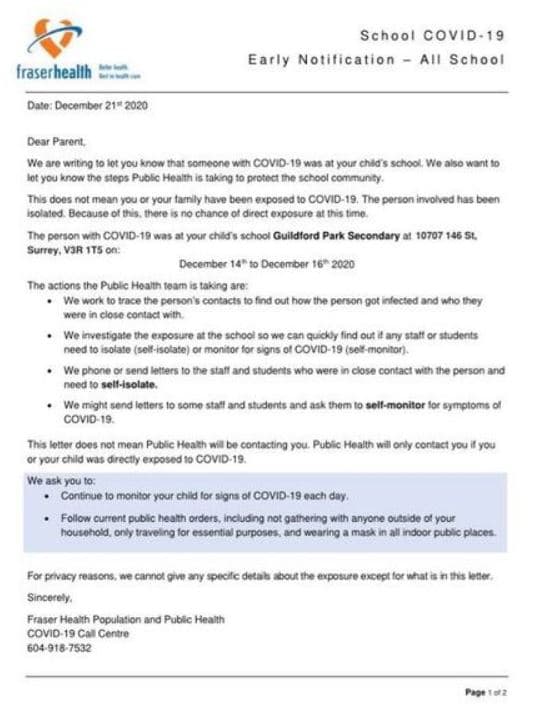 School COVID-19
Early Notification – All School
fraserhealth
Better health.
Best in health care.
Date: December 21st 2020
Dear Parent,
We are writing to let you know that someone with COVID-19 was at your child's school. We also want to
let you know the steps Public Health is taking to protect the school community.
This does not mean you or your family have been exposed to COVID-19. The person involved has been
isolated. Because of this, there is no chance of direct exposure at this time.
The person with COVID-19 was at your child's school Guildford Park Secondary at 10707 146 St,
Surrey, V3R 1T5 on:
December 14th to December 16th 2020
The actions the Public Health team is taking are:
• We work to trace the person's contacts to find out how the person got infected and who they
were in close contact with.
• We investigate the exposure at the school so we can quickly find out if any staff or students
need to isolate (self-isolate) or monitor for signs of COVID-19 (self-monitor).
• We phone or send letters to the staff and students who were in close contact with the person and
need to self-isolate.
• We might send letters to some staff and students and ask them to self-monitor for symptoms of
COVID-19.
This letter does not mean Public Health will be contacting you. Public Health will only contact you if you
or your child was directly exposed to COVID-19.
We ask you to:
• Continue to monitor your child for signs of COVID-19 each day.
• Follow current public health orders, including not gathering with anyone outside of your
household, only traveling for essential purposes, and wearing a mask in all indoor public places.
For privacy reasons, we cannot give any specific details about the exposure except for what is in this letter.
Sincerely,
Fraser Health Population and Public Health
COVID-19 Call Centre
604-918-7532
Page 1 of 2